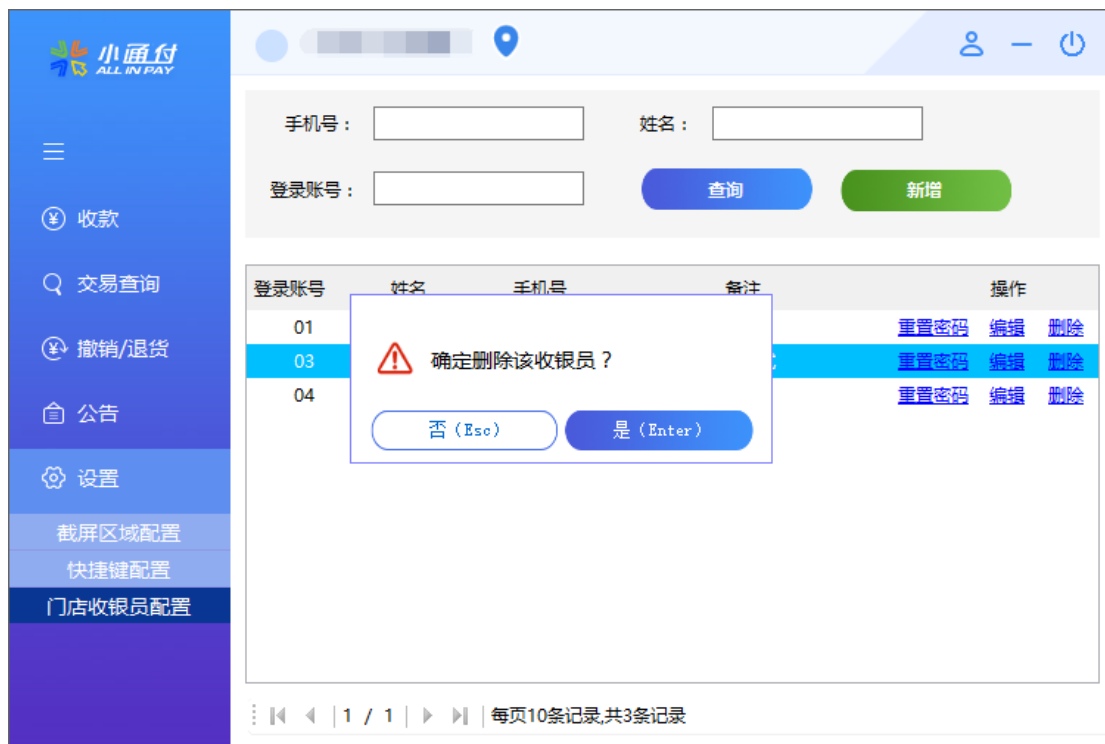 小通付
ALL IN PAY
收款
交易查询
撤销/退货
公告
设置
截屏区域配置
快捷键配置
门店收银员配置
手机号：
姓名：
登录账号：
查询
新增
登录账号 姓名 手机号 备注 操作
01 重置密码 编辑 删除
03 重置密码 编辑 删除
04 重置密码 编辑 删除
确定删除该收银员？
否（Esc） 是（Enter）
1 / 1 每页10条记录,共3条记录